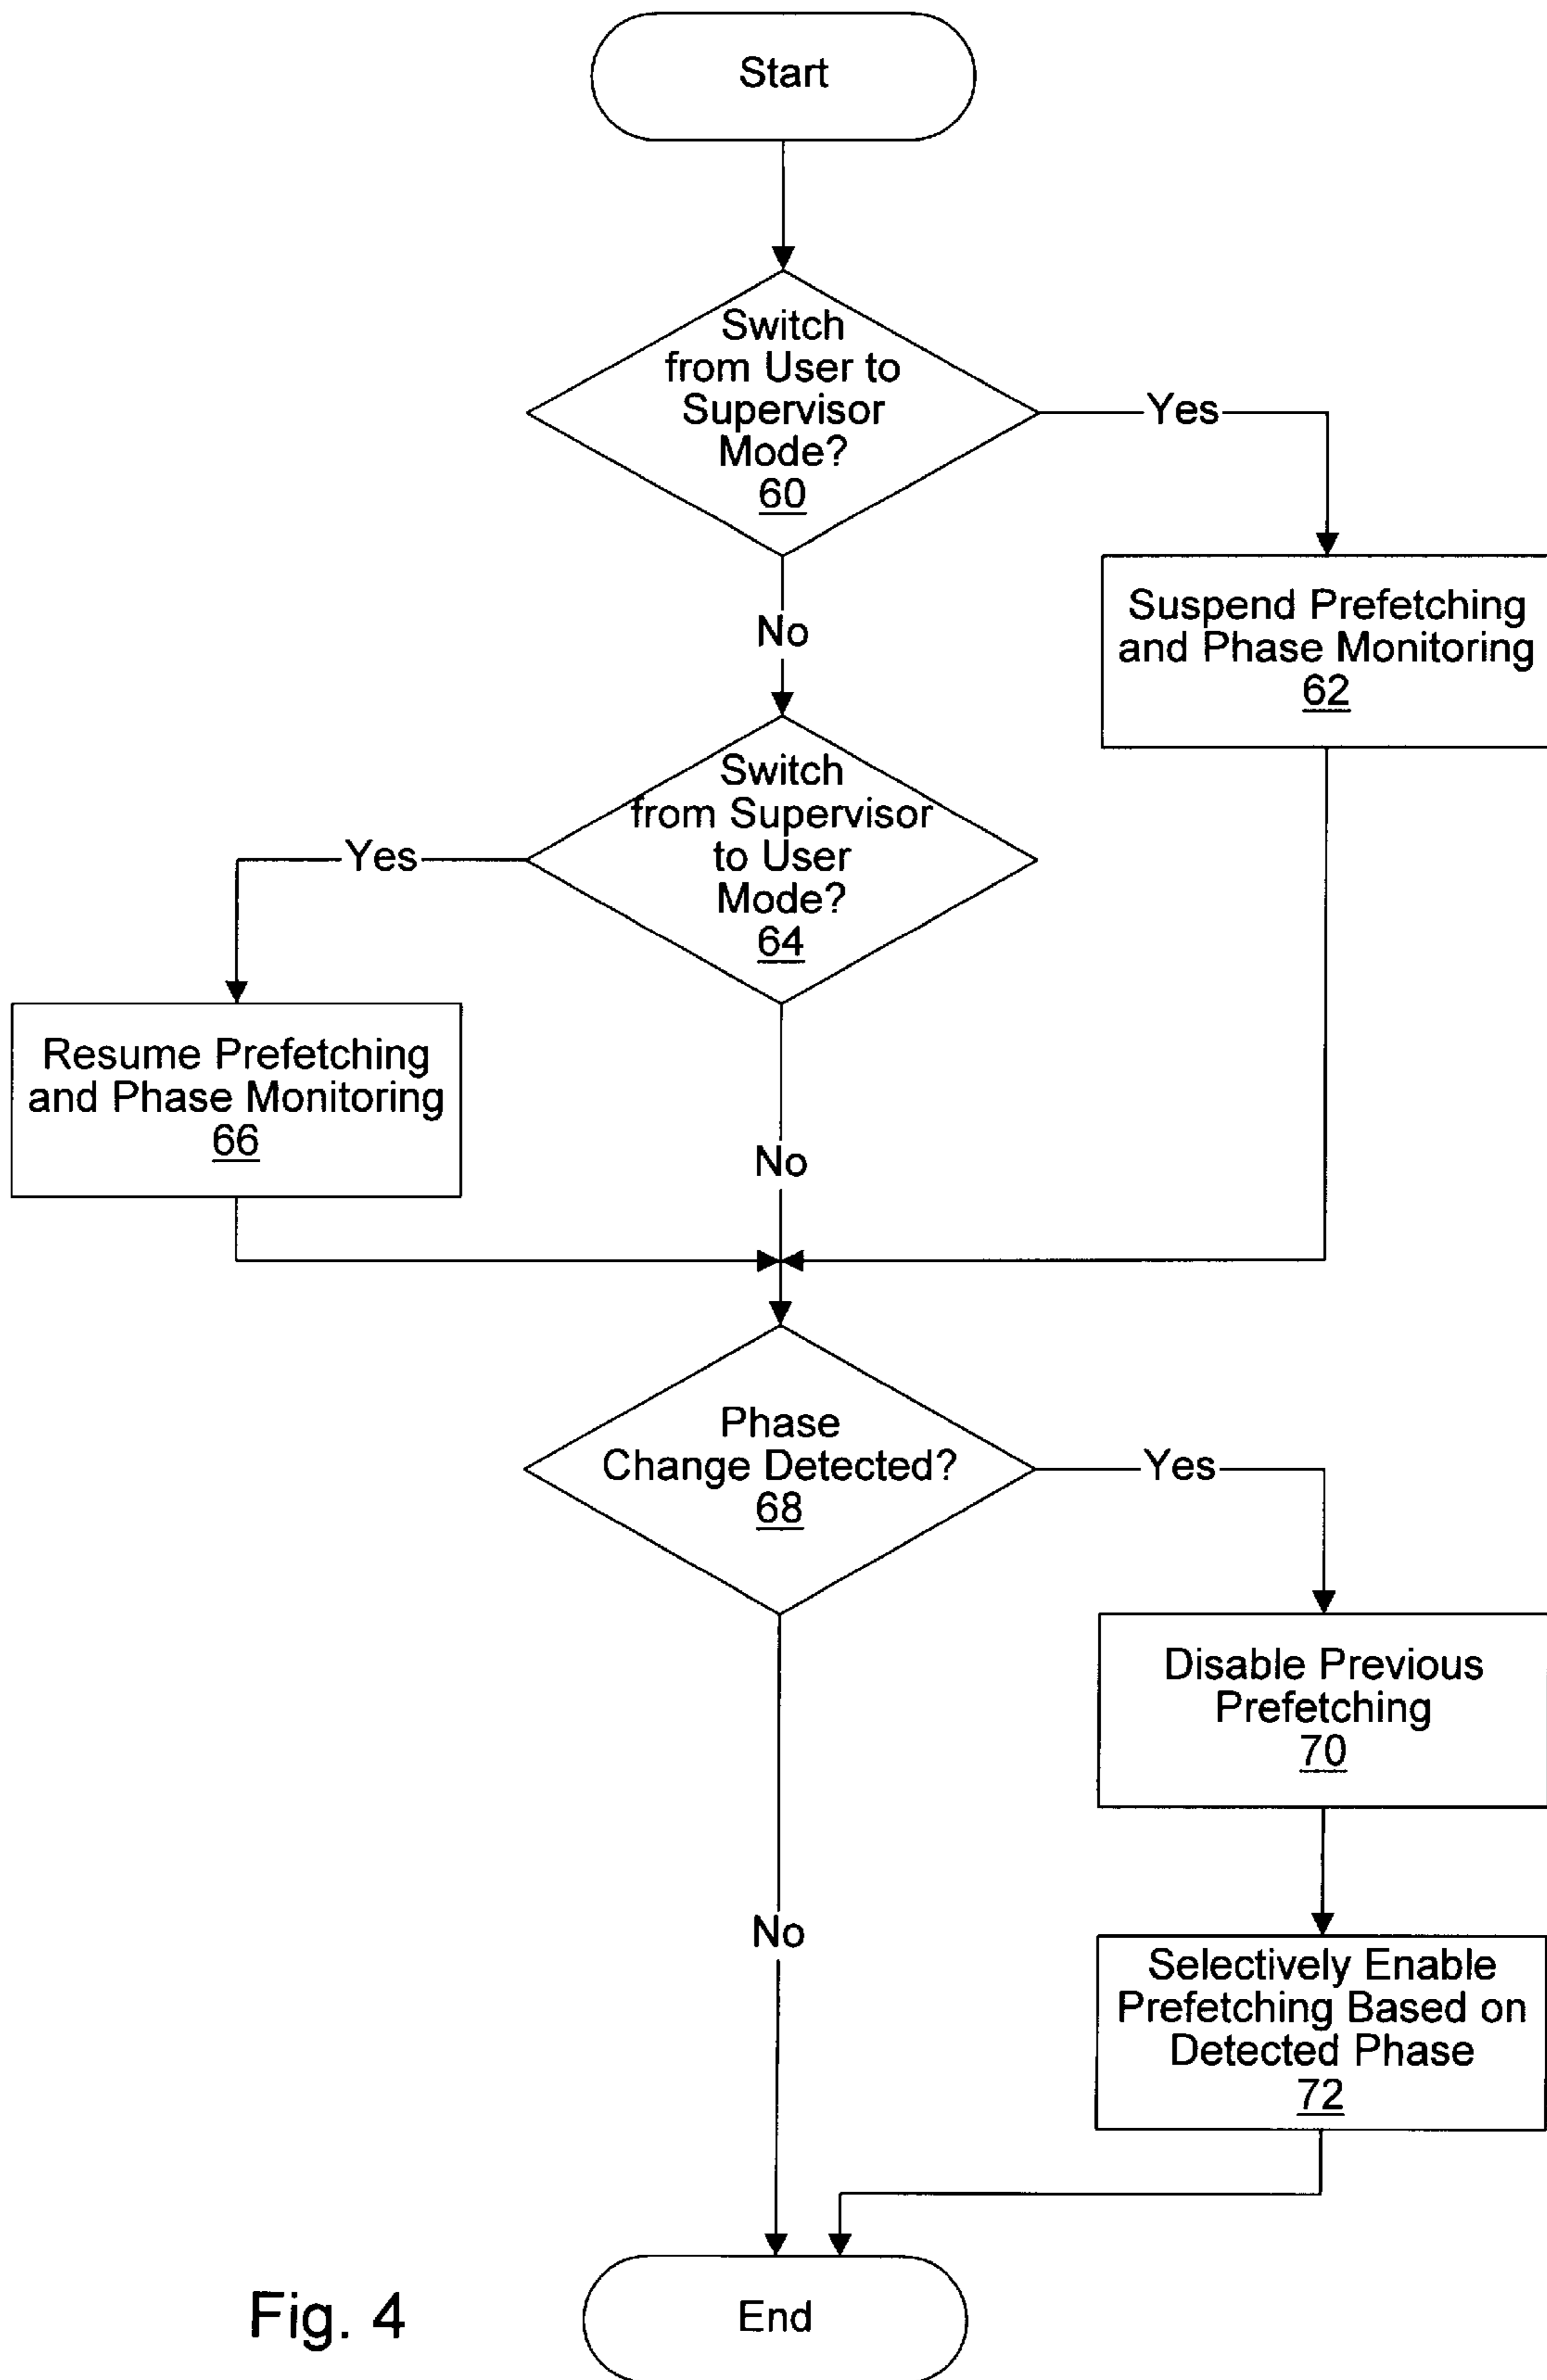 Start
Switch
from User to
Supervisor
Mode?
60
Yes
No
Suspend Prefetching
and Phase Monitoring
62
Switch
from Supervisor
to User
Mode?
64
Yes
No
Resume Prefetching
and Phase Monitoring
66
Phase
Change Detected?
68
Yes
No
Disable Previous
Prefetching
70
Selectively Enable
Prefetching Based on
Detected Phase
72
End
Fig. 4